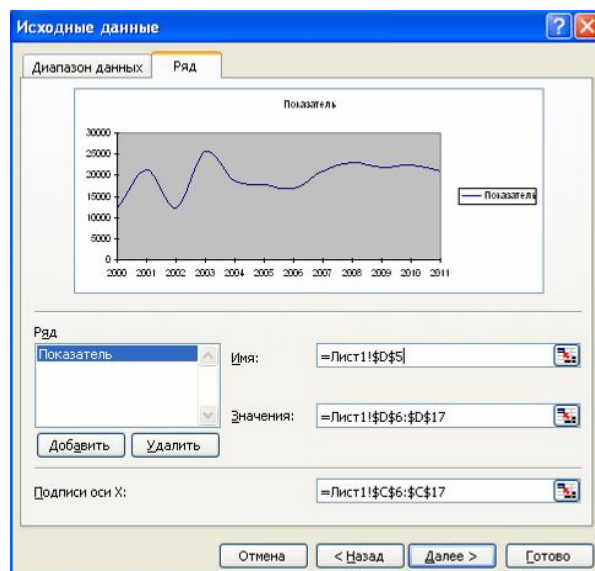 Исходные данные
Диапазон данных Ряд
Показатель
30000
25000
20000
15000
10000
5000
0
2000 2001 2002 2003 2004 2005 2006 2007 2008 2009 2010 2011
Показатель
Ряд
Показатель
Имя: =Лист1!$D$5
Значения: =Лист1!$D$6:$D$17
Добавить Удалить
Подписи оси X: =Лист1!$C$6:$C$17
Отмена < Назад Далее > Готово